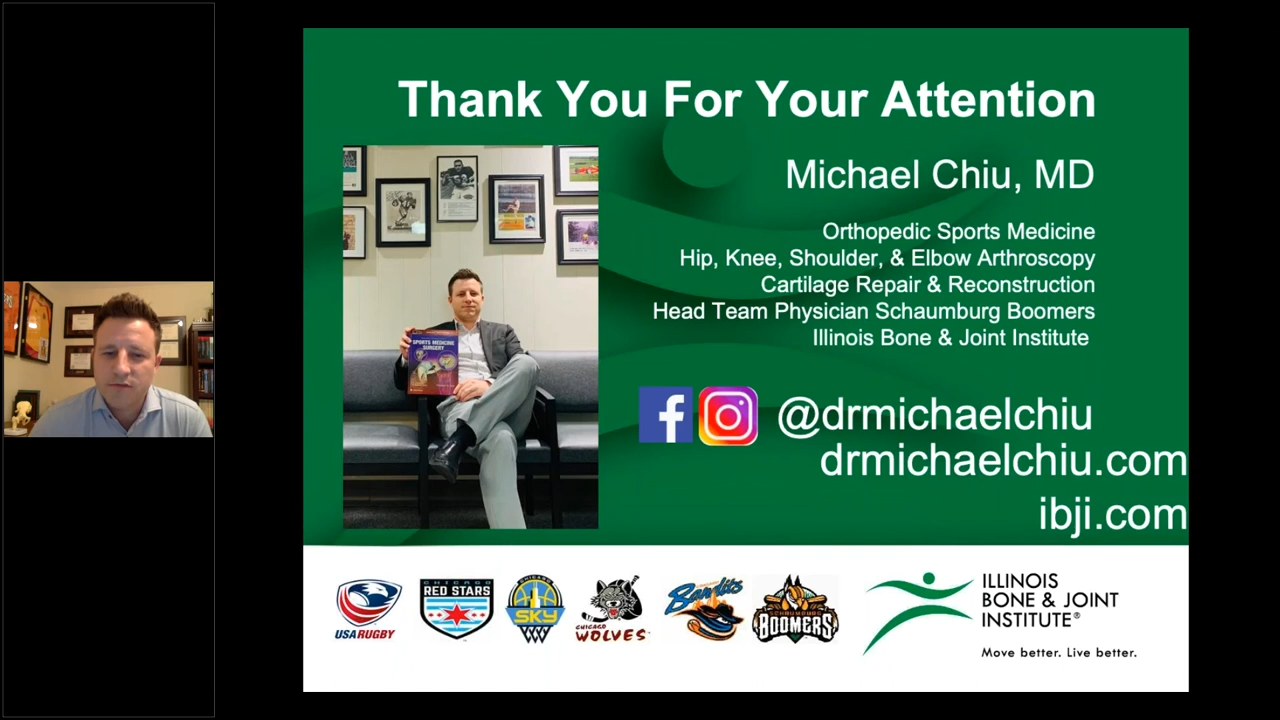 Thank You For Your Attention
Michael Chiu, MD
Orthopedic Sports Medicine
Hip, Knee, Shoulder, & Elbow Arthroscopy
Cartilage Repair & Reconstruction
Head Team Physician Schaumburg Boomers
Illinois Bone & Joint Institute
@drmichaelchiu
drmichaelchiu.com
ibji.com
SPORTS MEDICINE
SURGERY
USA RUGBY
CHICAGO
RED STARS
CHICAGO
SKY
CHICAGO
WOLVES
Bandits
SCHAUMBURG
BOOMERS
ILLINOIS
BONE & JOINT
INSTITUTE®
Move better. Live better.